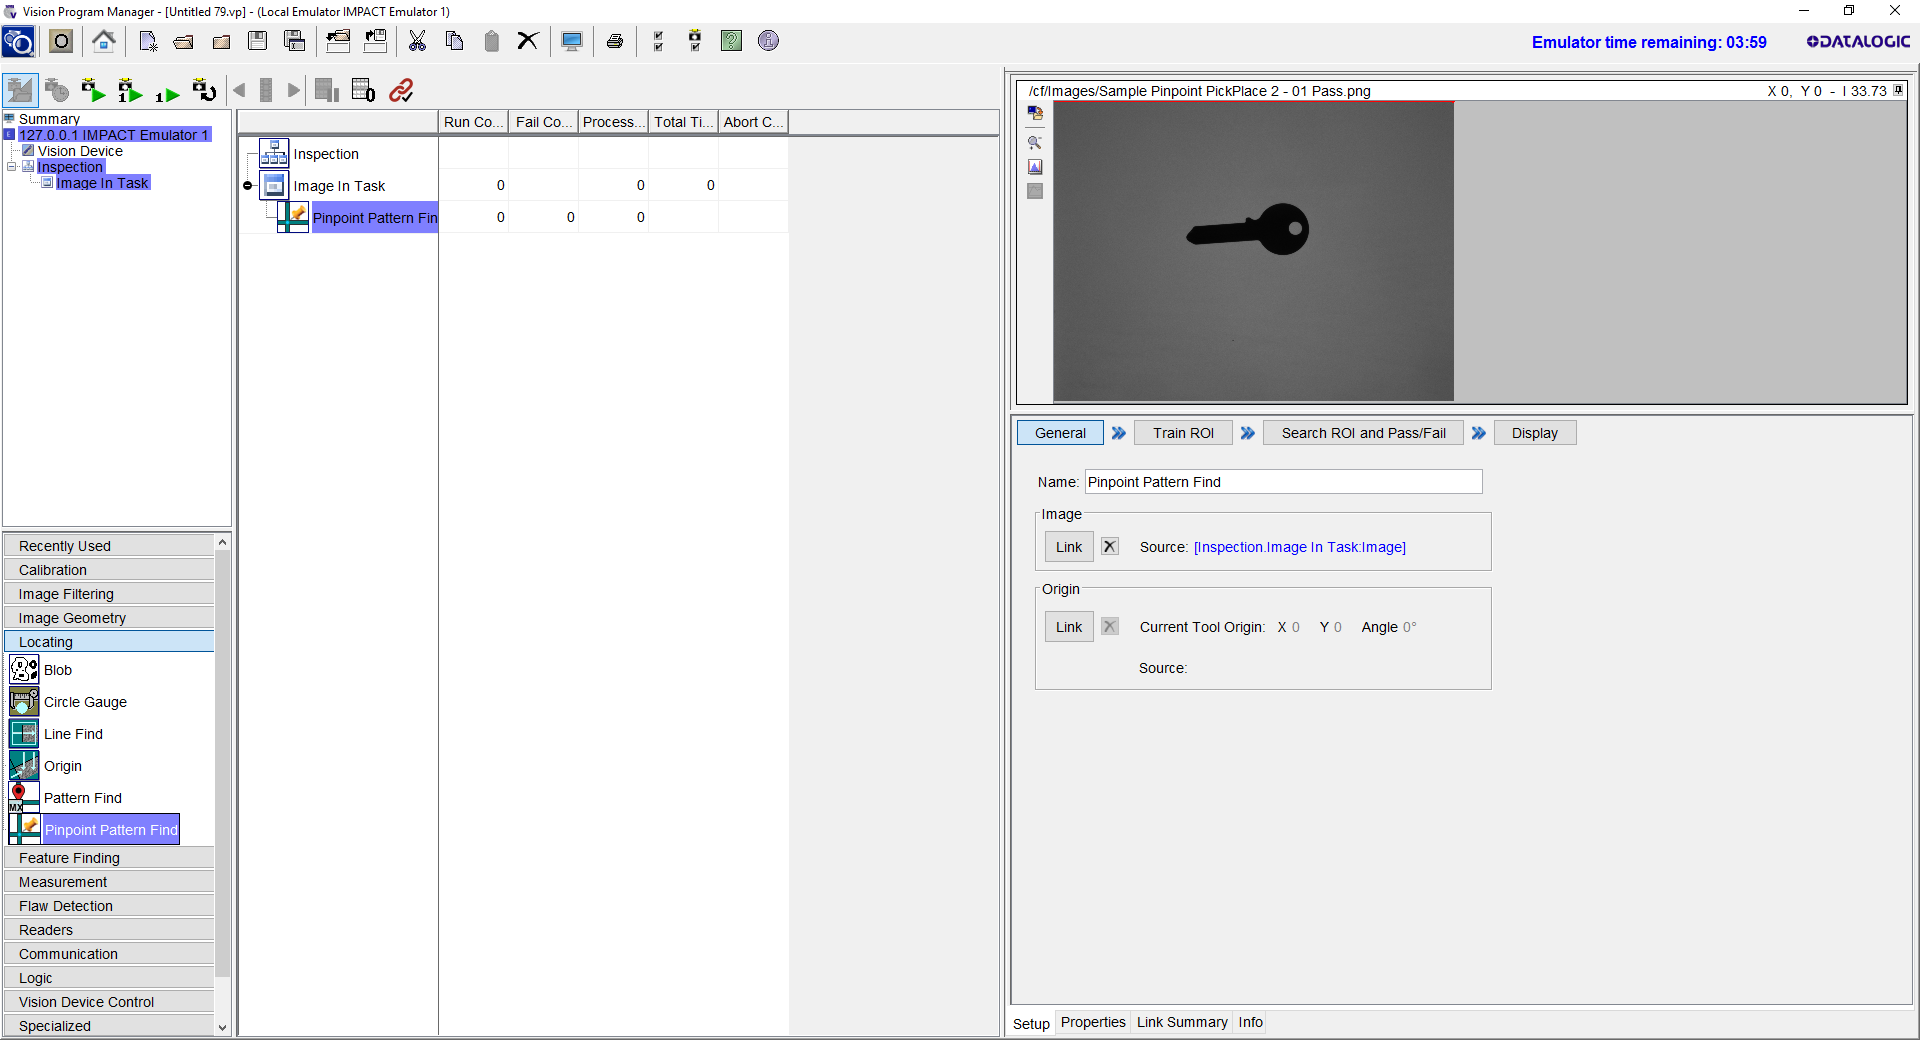 Vision Program Manager - [Untitled 79.vp] - (Local Emulator IMPACT Emulator 1)
Emulator time remaining: 03:59
DATALOGIC
Summary
127.0.0.1 IMPACT Emulator 1
Vision Device
Inspection
Image In Task
Run Co... Fail Co... Process... Total Ti... Abort C...
Inspection
Image In Task 0 0 0
Pinpoint Pattern Fin 0 0 0
/cf/Images/Sample Pinpoint PickPlace 2 - 01 Pass.png X 0, Y 0 - I 33.73
General Train ROI Search ROI and Pass/Fail Display
Name: Pinpoint Pattern Find
Image
Link Source: [Inspection.Image In Task:Image]
Origin
Link Current Tool Origin: X 0 Y 0 Angle 0°
Source:
Recently Used
Calibration
Image Filtering
Image Geometry
Locating
Blob
Circle Gauge
Line Find
Origin
MX Pattern Find
Pinpoint Pattern Find
Feature Finding
Measurement
Flaw Detection
Readers
Communication
Logic
Vision Device Control
Specialized
Setup Properties Link Summary Info